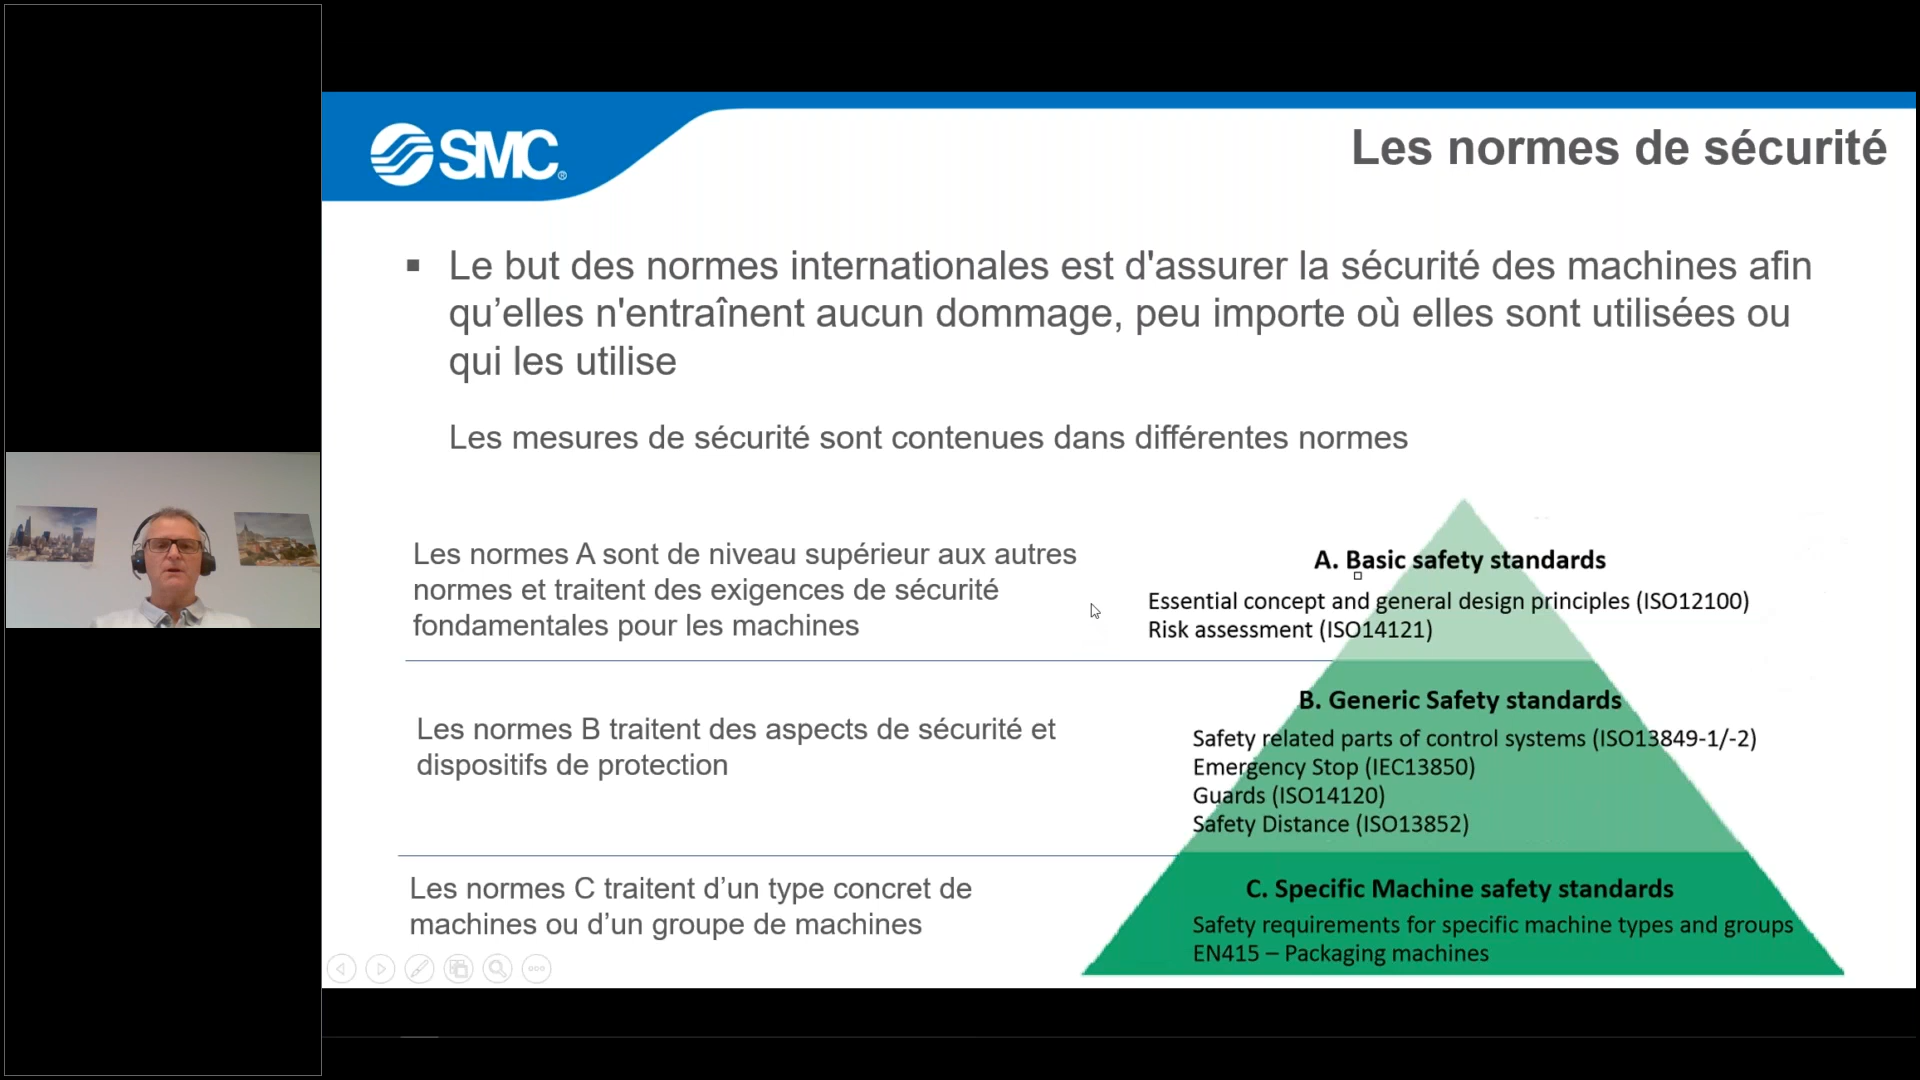 SMC®
Les normes de sécurité
▪ Le but des normes internationales est d'assurer la sécurité des machines afin
qu’elles n'entraînent aucun dommage, peu importe où elles sont utilisées ou
qui les utilise
Les mesures de sécurité sont contenues dans différentes normes
Les normes A sont de niveau supérieur aux autres
normes et traitent des exigences de sécurité
fondamentales pour les machines
A. Basic safety standards
Essential concept and general design principles (ISO12100)
Risk assessment (ISO14121)
Les normes B traitent des aspects de sécurité et
dispositifs de protection
B. Generic Safety standards
Safety related parts of control systems (ISO13849-1/-2)
Emergency Stop (IEC13850)
Guards (ISO14120)
Safety Distance (ISO13852)
Les normes C traitent d’un type concret de
machines ou d’un groupe de machines
C. Specific Machine safety standards
Safety requirements for specific machine types and groups
EN415 – Packaging machines